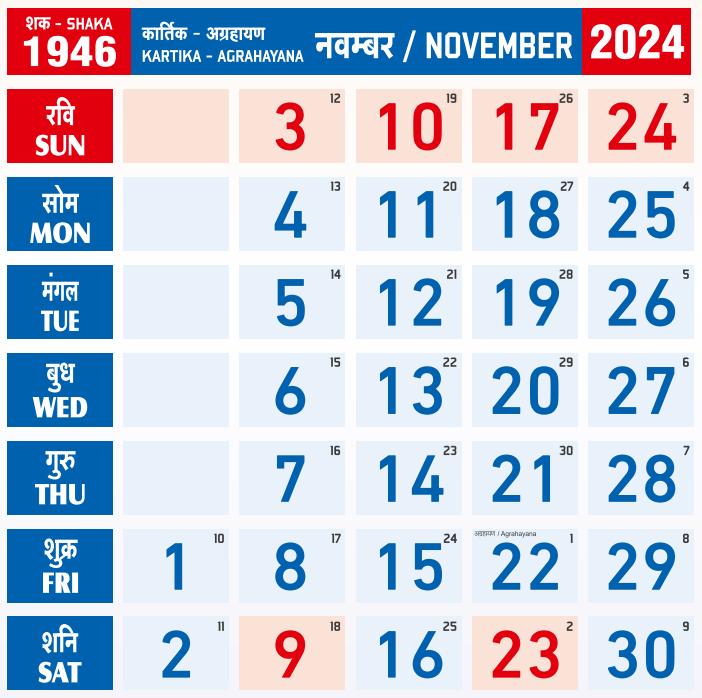 शक - SHAKA
1946
कार्तिक - अग्रहायण
KARTIKA - AGRAHAYANA
नवम्बर / NOVEMBER
2024
रवि
SUN
3 12
10 19
17 26
24 3
सोम
MON
4 13
11 20
18 27
25 4
मंगल
TUE
5 14
12 21
19 28
26 5
बुध
WED
6 15
13 22
20 29
27 6
गुरु
THU
7 16
14 23
21 30
28 7
शुक्र
FRI
1 10
8 17
15 24
अग्रहायण / Agrahayana
22 1
29 8
शनि
SAT
2 11
9 18
16 25
23 2
30 9